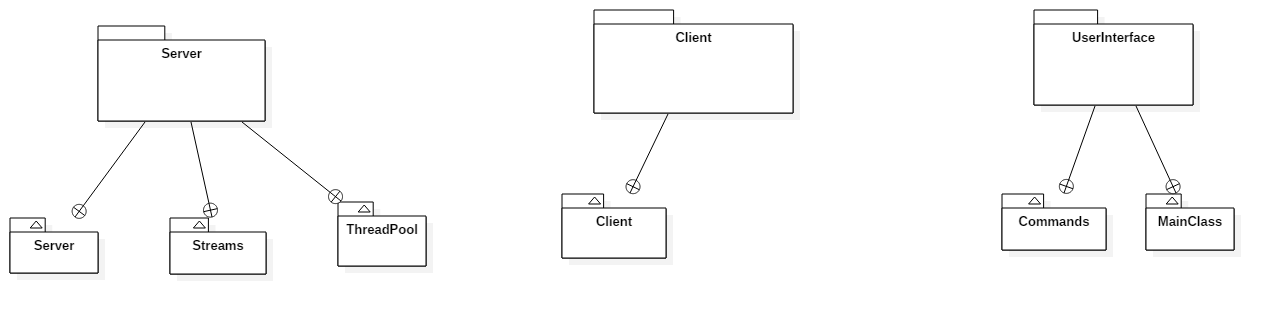 Server
Client
UserInterface
Server
Streams
ThreadPool
Client
Commands
MainClass